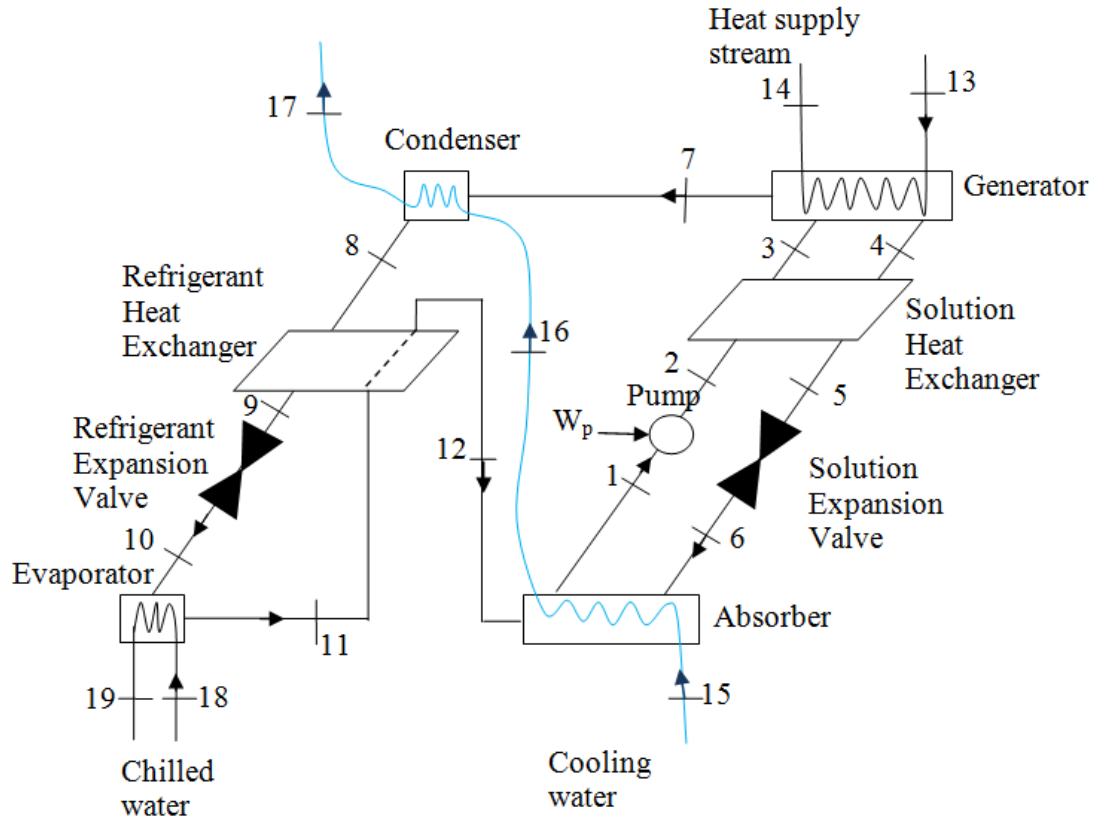 Heat supply
stream
14
13
17
Condenser
7
Generator
8
3
4
Refrigerant
Heat
Exchanger
16
Solution
Heat
Exchanger
2
5
9
Pump
Refrigerant
Expansion
Valve
Wp
12
1
Solution
Expansion
Valve
10
6
Evaporator
Absorber
11
19
18
15
Chilled
water
Cooling
water